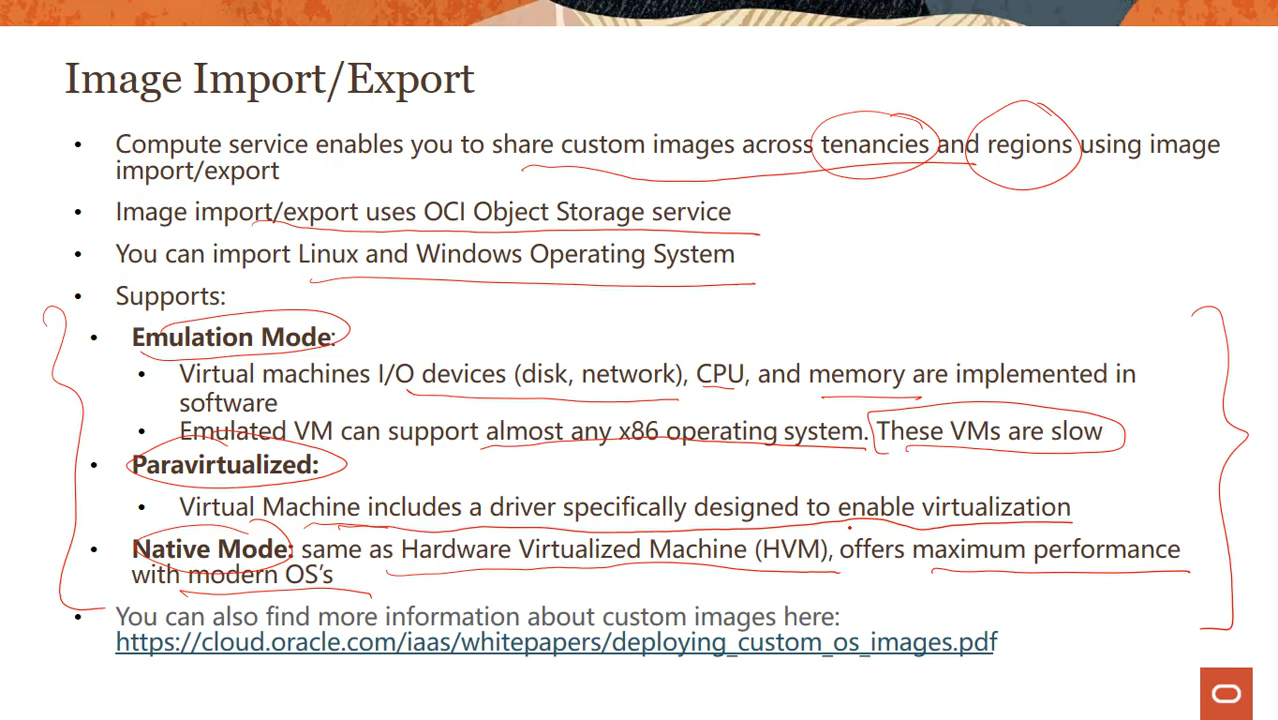 Image Import/Export
• Compute service enables you to share custom images across tenancies and regions using image
import/export
• Image import/export uses OCI Object Storage service
• You can import Linux and Windows Operating System
• Supports:
• Emulation Mode:
• Virtual machines I/O devices (disk, network), CPU, and memory are implemented in
software
• Emulated VM can support almost any x86 operating system. These VMs are slow
• Paravirtualized:
• Virtual Machine includes a driver specifically designed to enable virtualization
• Native Mode: same as Hardware Virtualized Machine (HVM), offers maximum performance
with modern OS’s
• You can also find more information about custom images here:
https://cloud.oracle.com/iaas/whitepapers/deploying_custom_os_images.pdf